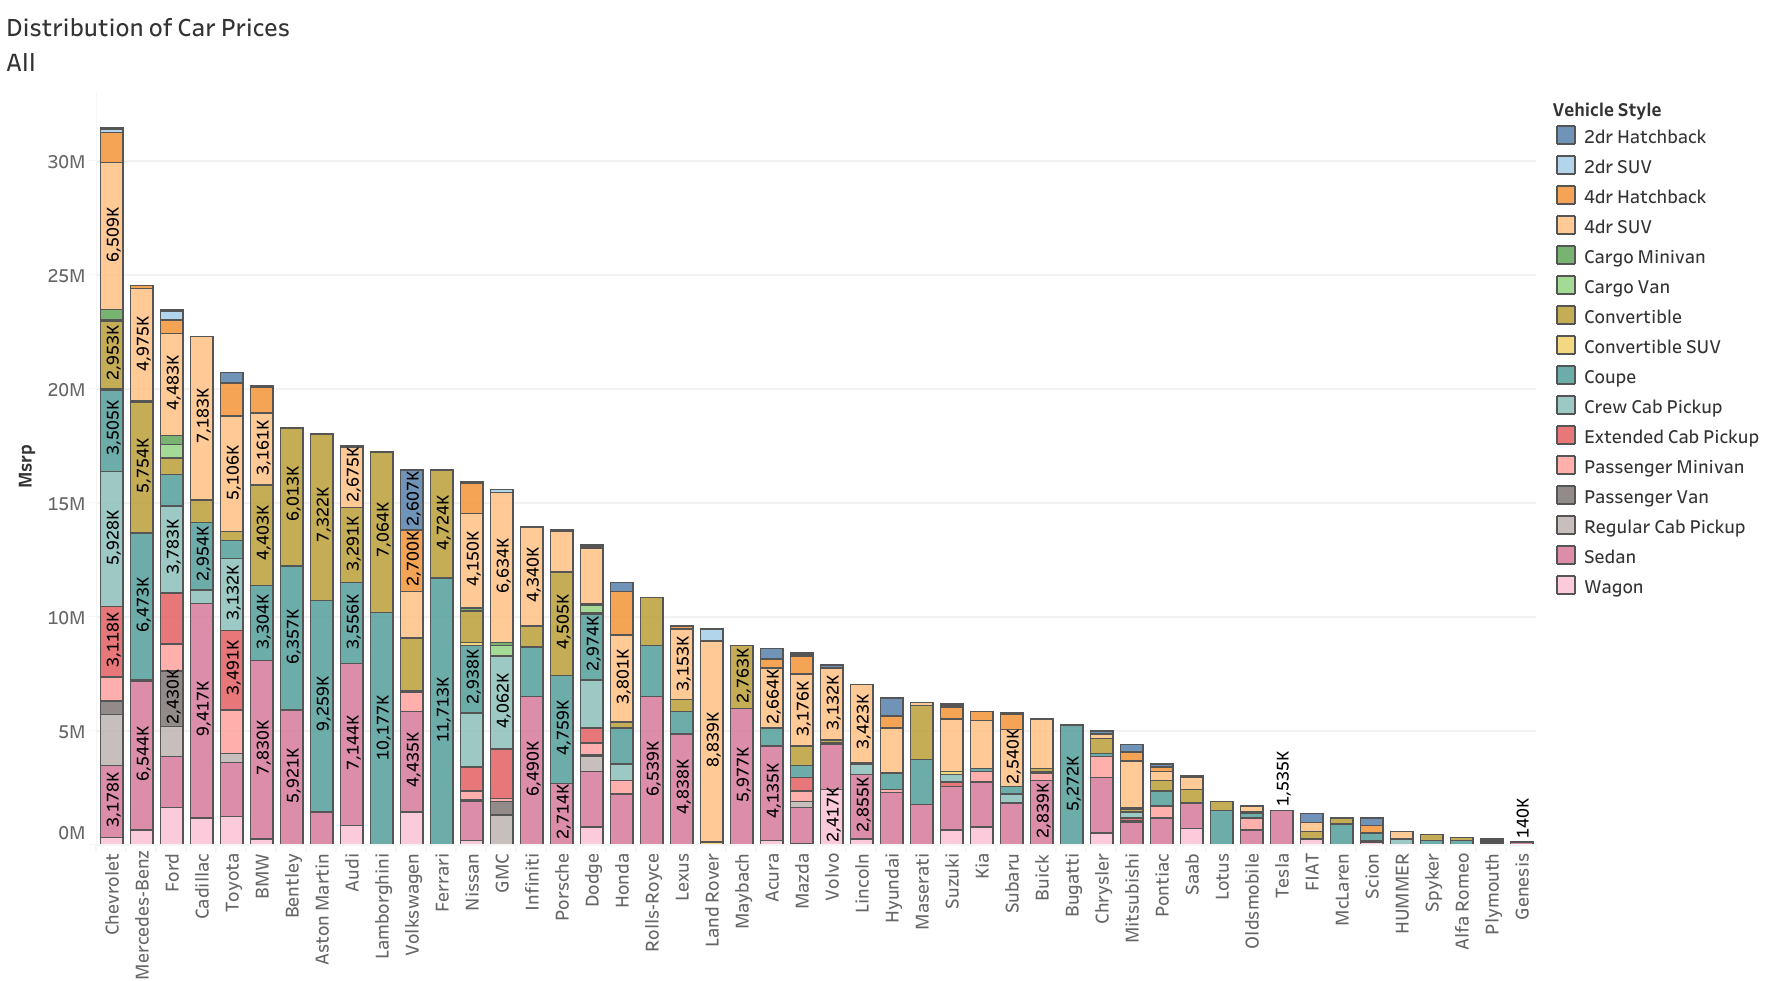 Distribution of Car Prices
All
Msrp
30M
25M
20M
15M
10M
5M
0M
6,509K
2,953K
3,505K
5,928K
3,118K
3,178K
4,975K
5,754K
6,473K
6,544K
4,483K
3,783K
2,430K
7,183K
2,954K
9,417K
5,106K
3,132K
3,491K
3,161K
4,403K
3,304K
7,830K
6,013K
6,357K
5,921K
7,322K
9,259K
2,675K
3,291K
3,556K
7,144K
7,064K
10,177K
2,607K
2,700K
4,435K
4,724K
11,713K
4,150K
2,938K
6,634K
4,062K
4,340K
6,490K
4,505K
4,759K
2,714K
2,974K
3,801K
6,539K
3,153K
4,838K
8,839K
2,763K
5,977K
2,664K
4,135K
3,176K
3,132K
2,417K
3,423K
2,855K
2,540K
2,839K
5,272K
1,535K
140K
Chevrolet
Mercedes-Benz
Ford
Cadillac
Toyota
BMW
Bentley
Aston Martin
Audi
Lamborghini
Volkswagen
Ferrari
Nissan
GMC
Infiniti
Porsche
Dodge
Honda
Rolls-Royce
Lexus
Land Rover
Maybach
Acura
Mazda
Volvo
Lincoln
Hyundai
Maserati
Suzuki
Kia
Subaru
Buick
Bugatti
Chrysler
Mitsubishi
Pontiac
Saab
Lotus
Oldsmobile
Tesla
FIAT
McLaren
Scion
HUMMER
Spyker
Alfa Romeo
Plymouth
Genesis
Vehicle Style
2dr Hatchback
2dr SUV
4dr Hatchback
4dr SUV
Cargo Minivan
Cargo Van
Convertible
Convertible SUV
Coupe
Crew Cab Pickup
Extended Cab Pickup
Passenger Minivan
Passenger Van
Regular Cab Pickup
Sedan
Wagon